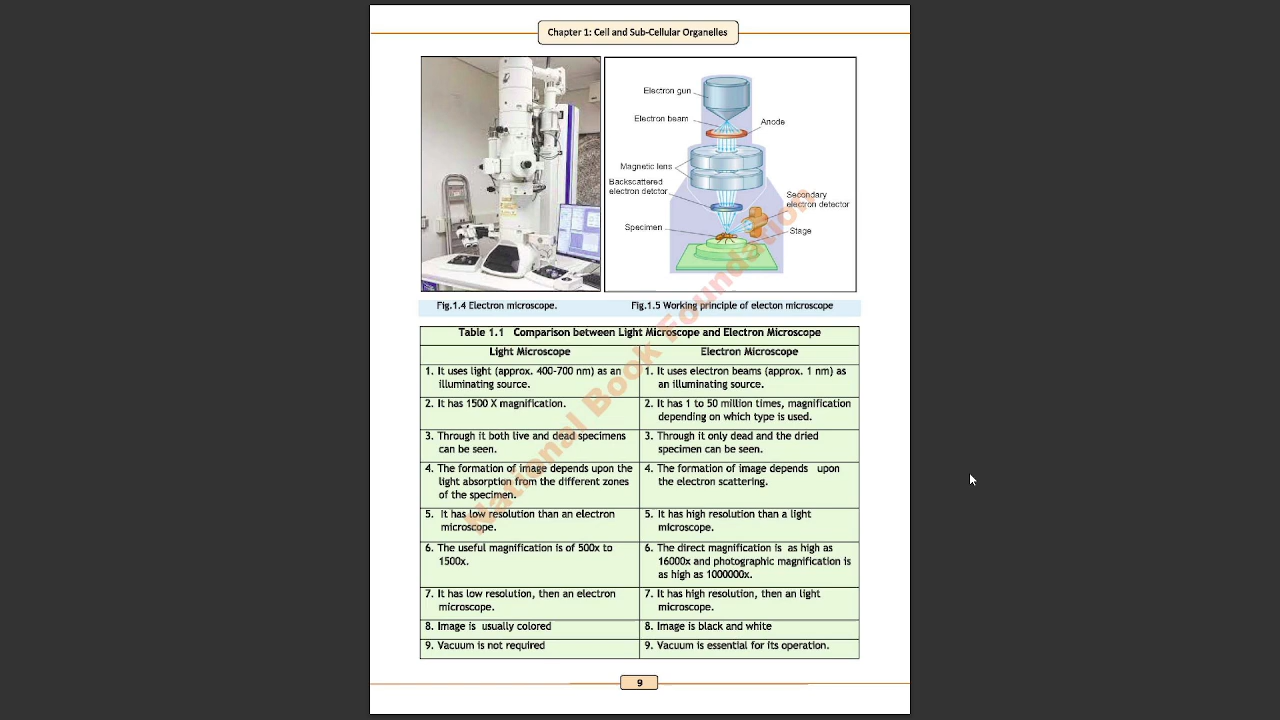 Chapter 1: Cell and Sub-Cellular Organelles
Electron gun
Electron beam
Anode
Magnetic lens
Backscattered
electron detctor
Secondary
electron detector
Specimen
Stage
Fig.1.4 Electron microscope.
Fig.1.5 Working principle of electon microscope
Table 1.1 Comparison between Light Microscope and Electron Microscope
Light Microscope
Electron Microscope
1. It uses light (approx. 400-700 nm) as an
illuminating source.
1. It uses electron beams (approx. 1 nm) as
an illuminating source.
2. It has 1500 X magnification.
2. It has 1 to 50 million times, magnification
depending on which type is used.
3. Through it both live and dead specimens
can be seen.
3. Through it only dead and the dried
specimen can be seen.
4. The formation of image depends upon the
light absorption from the different zones
of the specimen.
4. The formation of image depends upon
the electron scattering.
5. It has low resolution than an electron
microscope.
5. It has high resolution than a light
microscope.
6. The useful magnification is of 500x to
1500x.
6. The direct magnification is as high as
16000x and photographic magnification is
as high as 1000000x.
7. It has low resolution, then an electron
microscope.
7. It has high resolution, then an light
microscope.
8. Image is usually colored
8. Image is black and white
9. Vacuum is not required
9. Vacuum is essential for its operation.
National Book Foundation
9